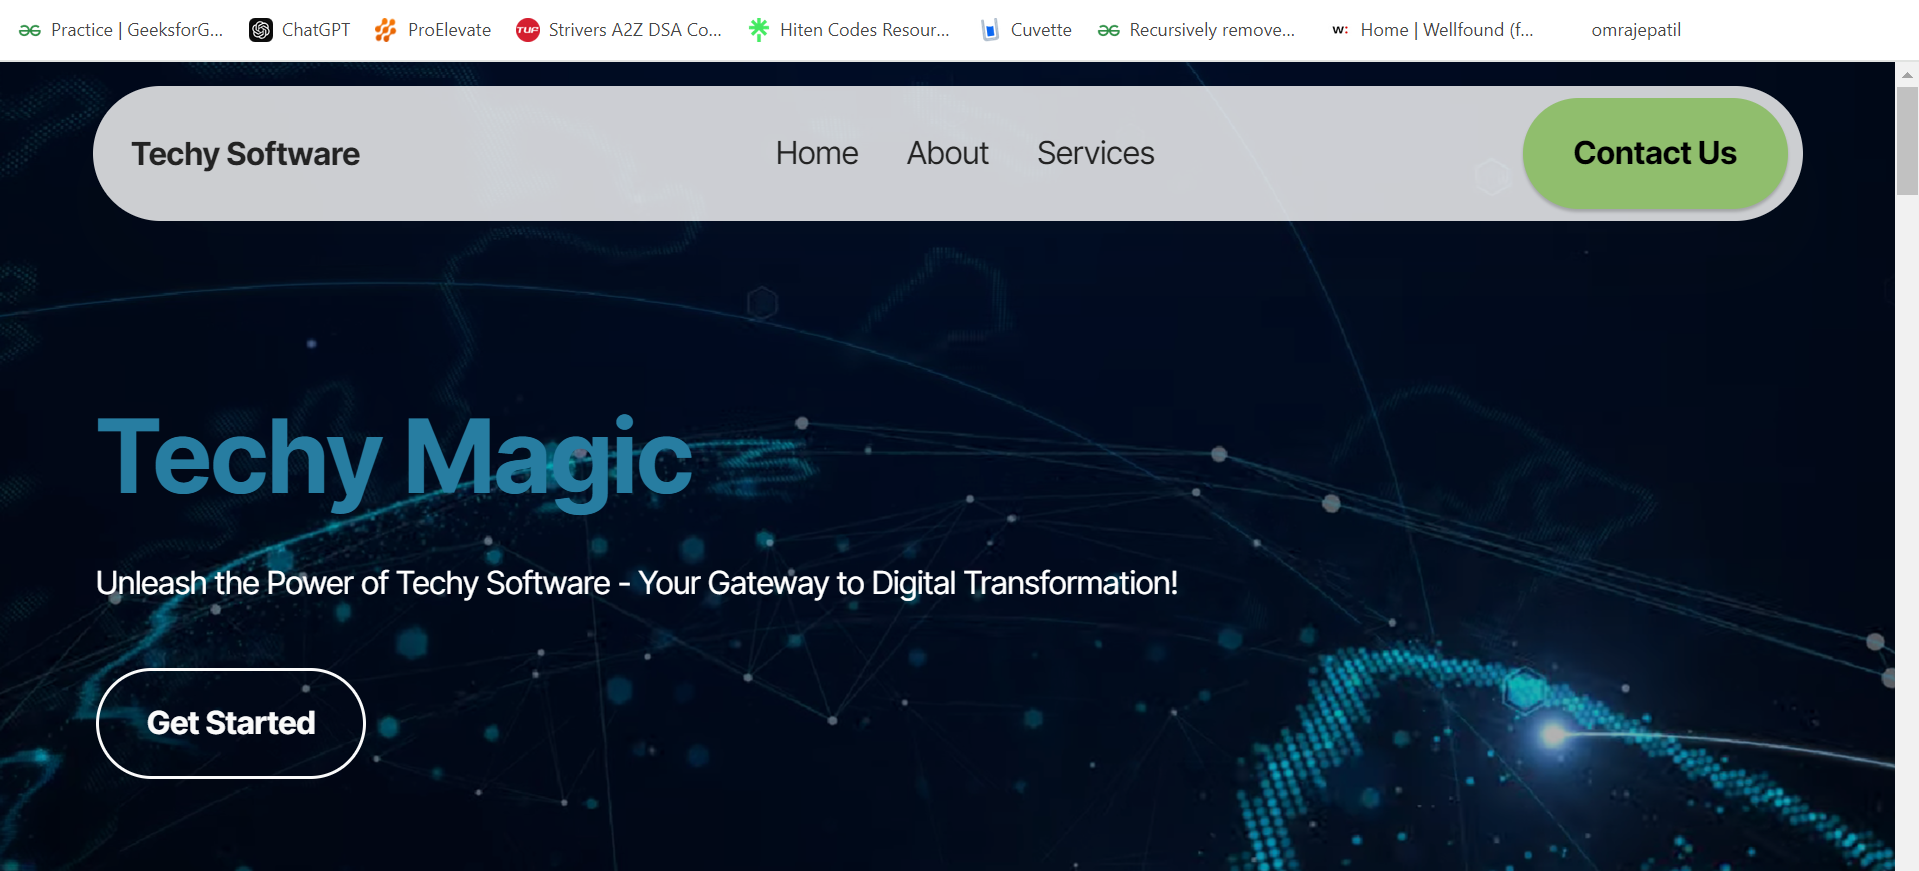 Practice | GeeksforG... ChatGPT ProElevate TUF Strivers A2Z DSA Co... Hiten Codes Resour... Cuvette Recursively remove... w: Home | Wellfound (f... omrajepatil
Techy Software Home About Services Contact Us
Techy Magic
Unleash the Power of Techy Software - Your Gateway to Digital Transformation!
Get Started